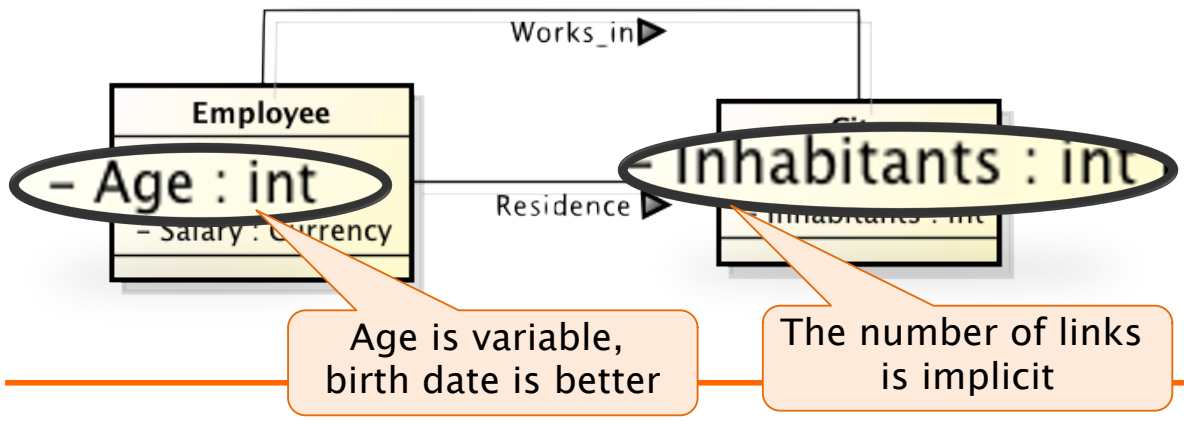 Works_in
Employee
– Age : int
– Inhabitants : int
Residence
– Inhabitants : int
– Salary : Currency
Age is variable,
birth date is better
The number of links
is implicit